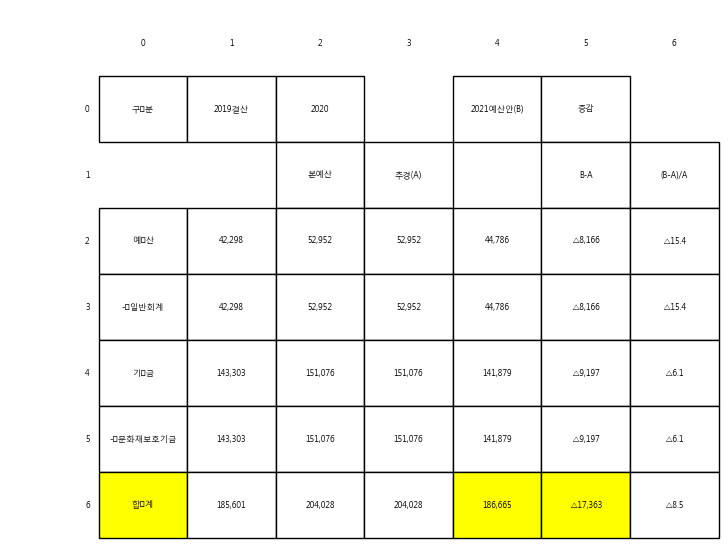 0 1 2 3 4 5 6
0 구▯분 2019결산 2020 2021예산안(B) 증감
1 본예산 추경(A) B-A (B-A)/A
2 예▯산 42,298 52,952 52,952 44,786 △8,166 △15.4
3 -▯일반회계 42,298 52,952 52,952 44,786 △8,166 △15.4
4 기▯금 143,303 151,076 151,076 141,879 △9,197 △6.1
5 -▯문화재보호기금 143,303 151,076 151,076 141,879 △9,197 △6.1
6 합▯계 185,601 204,028 204,028 186,665 △17,363 △8.5